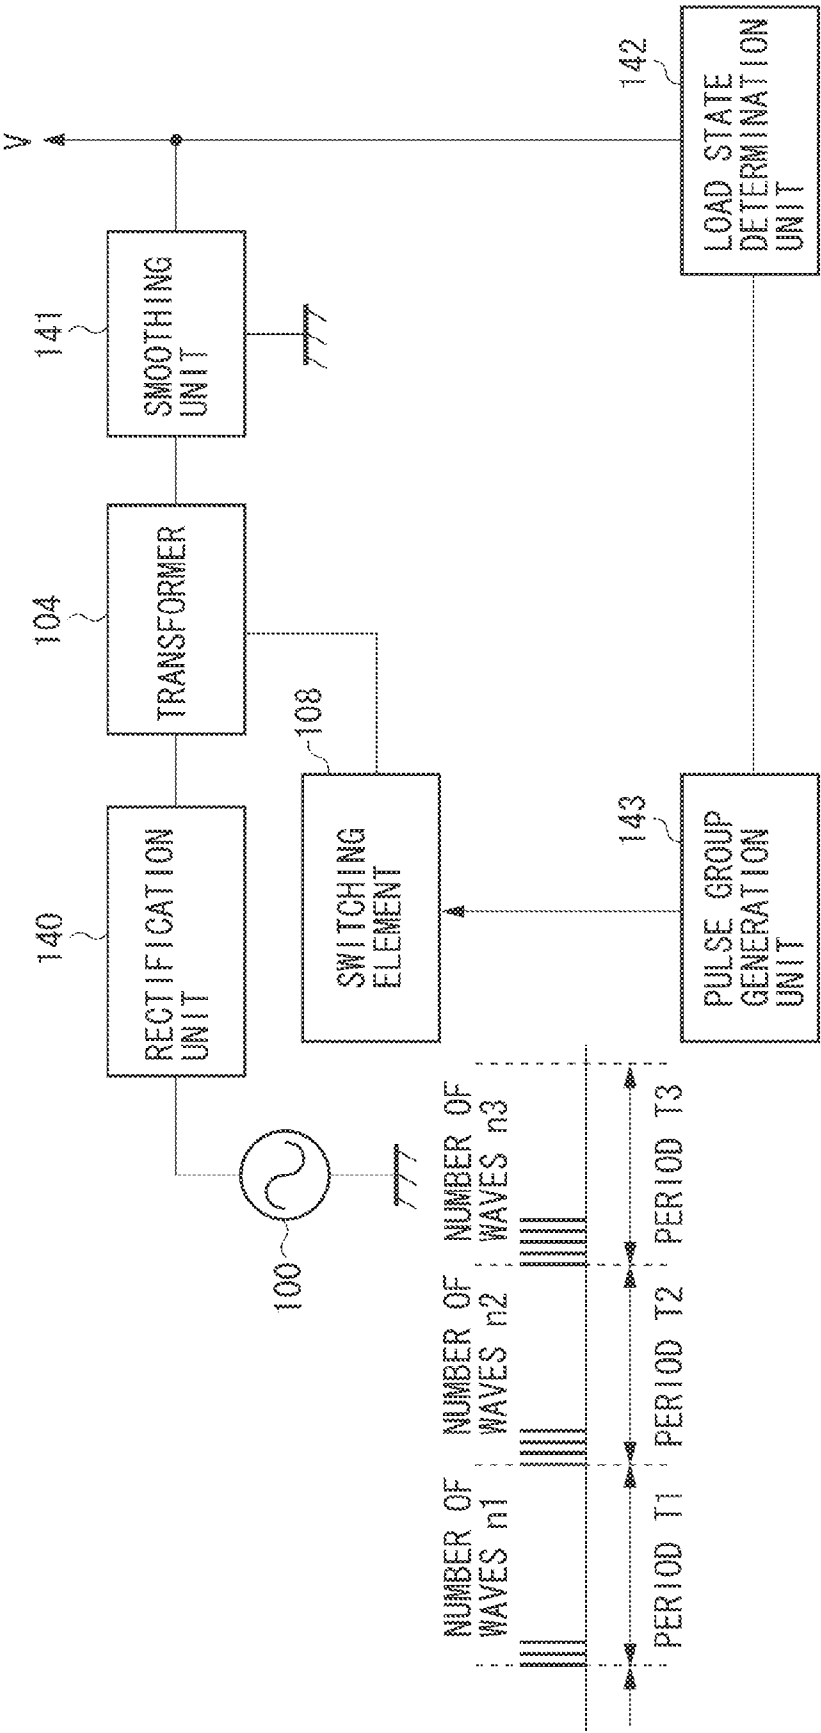 V
140
RECTIFICATION
UNIT
104
TRANSFORMER
141
SMOOTHING
UNIT
100
108
SWITCHING
ELEMENT
NUMBER OF
WAVES n1
NUMBER OF
WAVES n2
NUMBER OF
WAVES n3
PERIOD T1
PERIOD T2
PERIOD T3
143
PULSE GROUP
GENERATION
UNIT
142
LOAD STATE
DETERMINATION
UNIT